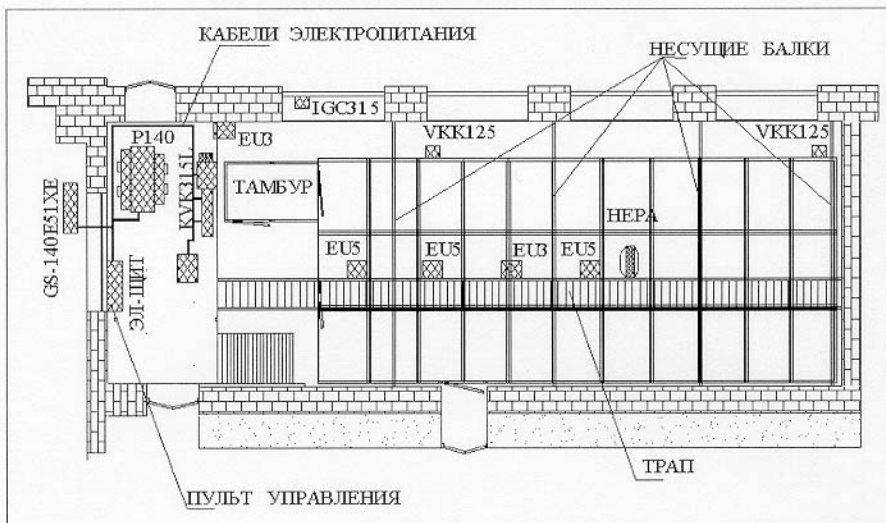 КАБЕЛИ ЭЛЕКТРОПИТАНИЯ
НЕСУЩИЕ БАЛКИ
IGC315
P140
EU3
VKK125
VKK125
KVK315L
ТАМБУР
GS-140E51XE
НЕРА
EU5
EU5
EU3
EU5
ЭЛ-ЩИТ
ТРАП
ПУЛЬТ УПРАВЛЕНИЯ